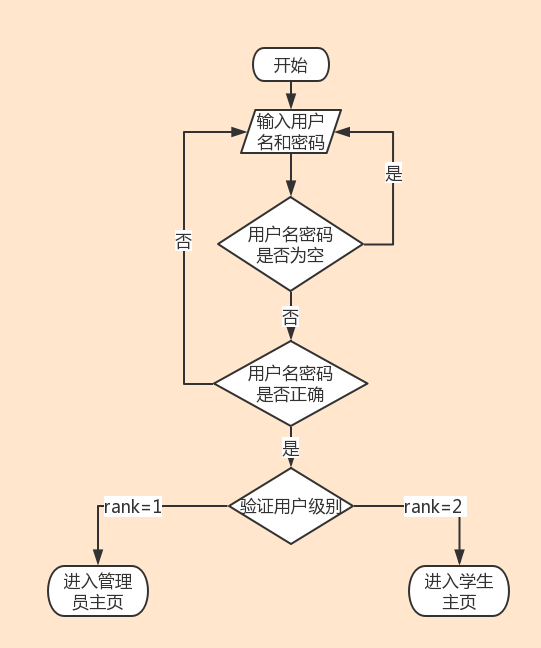 开始
输入用户
名和密码
是
用户名密码
是否为空
否
否
用户名密码
是否正确
是
验证用户级别
rank=1
rank=2
进入管理
员主页
进入学生
主页